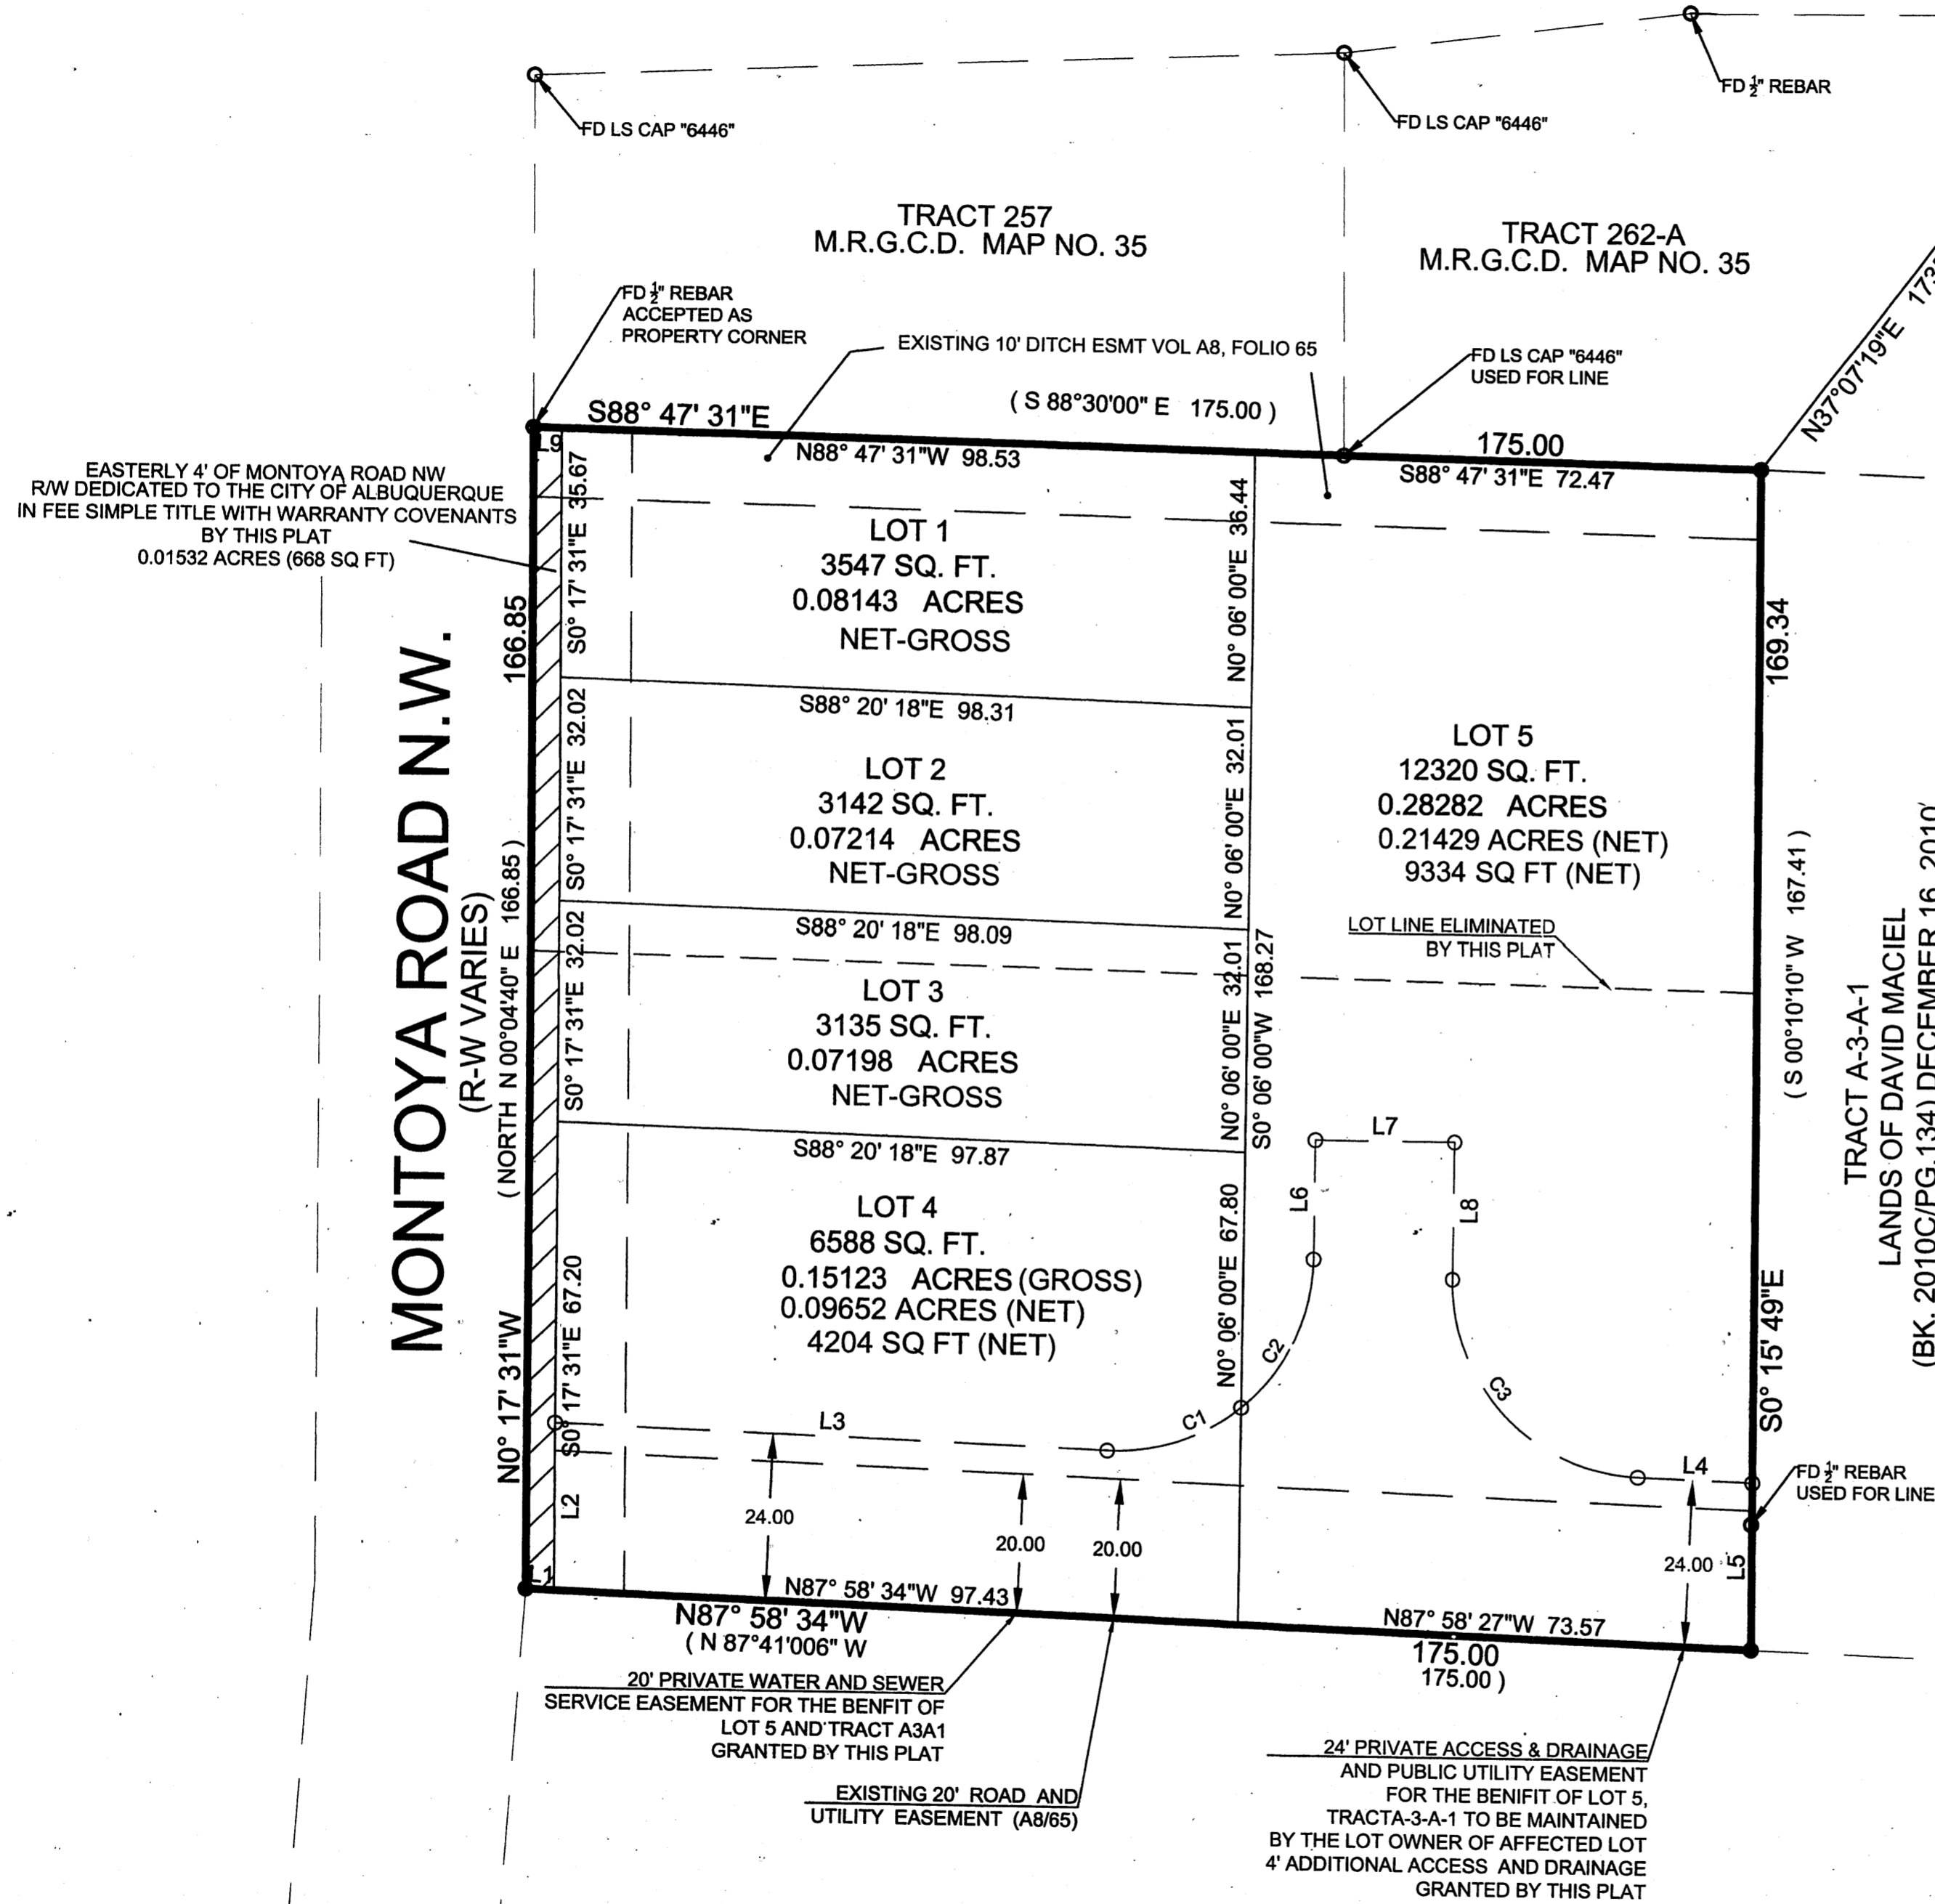 FD LS CAP "6446"
FD LS CAP "6446"
FD ½" REBAR
TRACT 257
M.R.G.C.D. MAP NO. 35
TRACT 262-A
M.R.G.C.D. MAP NO. 35
N37°07'19"E
FD ½" REBAR
ACCEPTED AS
PROPERTY CORNER
EXISTING 10' DITCH ESMT VOL A8, FOLIO 65
FD LS CAP "6446"
USED FOR LINE
S88° 47' 31"E
( S 88°30'00" E 175.00 )
175.00
L9
N88° 47' 31"W 98.53
S88° 47' 31"E 72.47
EASTERLY 4' OF MONTOYA ROAD NW
R/W DEDICATED TO THE CITY OF ALBUQUERQUE
IN FEE SIMPLE TITLE WITH WARRANTY COVENANTS
BY THIS PLAT
0.01532 ACRES (668 SQ FT)
S0° 17' 31"E 35.67
N0° 06' 00"E 36.44
LOT 1
3547 SQ. FT.
0.08143 ACRES
NET-GROSS
166.85
169.34
S88° 20' 18"E 98.31
S0° 17' 31"E 32.02
N0° 06' 00"E 32.01
LOT 2
3142 SQ. FT.
0.07214 ACRES
NET-GROSS
LOT 5
12320 SQ. FT.
0.28282 ACRES
0.21429 ACRES (NET)
9334 SQ FT (NET)
MONTOYA ROAD N.W.
(R-W VARIES)
( NORTH N 00°04'40" E 166.85 )
S88° 20' 18"E 98.09
LOT LINE ELIMINATED
BY THIS PLAT
S0° 17' 31"E 32.02
N0° 06' 00"E 32.01
S0° 06' 00"W 168.27
( S 00°10'10" W 167.41 )
LOT 3
3135 SQ. FT.
0.07198 ACRES
NET-GROSS
TRACT A-3-A-1
LANDS OF DAVID MACIEL
(BK. 2010C/PG.134) DECEMBER 16, 2010
S88° 20' 18"E 97.87
L7
L6
L8
LOT 4
6588 SQ. FT.
0.15123 ACRES (GROSS)
0.09652 ACRES (NET)
4204 SQ FT (NET)
S0° 17' 31"E 67.20
N0° 06' 00"E 67.80
N0° 17' 31"W
S0° 15' 49"E
C2
C3
C1
L3
L4
FD ½" REBAR
USED FOR LINE
L2
24.00
20.00
20.00
24.00
L5
L1
N87° 58' 34"W 97.43
N87° 58' 27"W 73.57
N87° 58' 34"W
175.00
( N 87°41'006" W
175.00 )
20' PRIVATE WATER AND SEWER
SERVICE EASEMENT FOR THE BENFIT OF
LOT 5 AND TRACT A3A1
GRANTED BY THIS PLAT
EXISTING 20' ROAD AND
UTILITY EASEMENT (A8/65)
24' PRIVATE ACCESS & DRAINAGE
AND PUBLIC UTILITY EASEMENT
FOR THE BENIFIT OF LOT 5,
TRACTA-3-A-1 TO BE MAINTAINED
BY THE LOT OWNER OF AFFECTED LOT
4' ADDITIONAL ACCESS AND DRAINAGE
GRANTED BY THIS PLAT